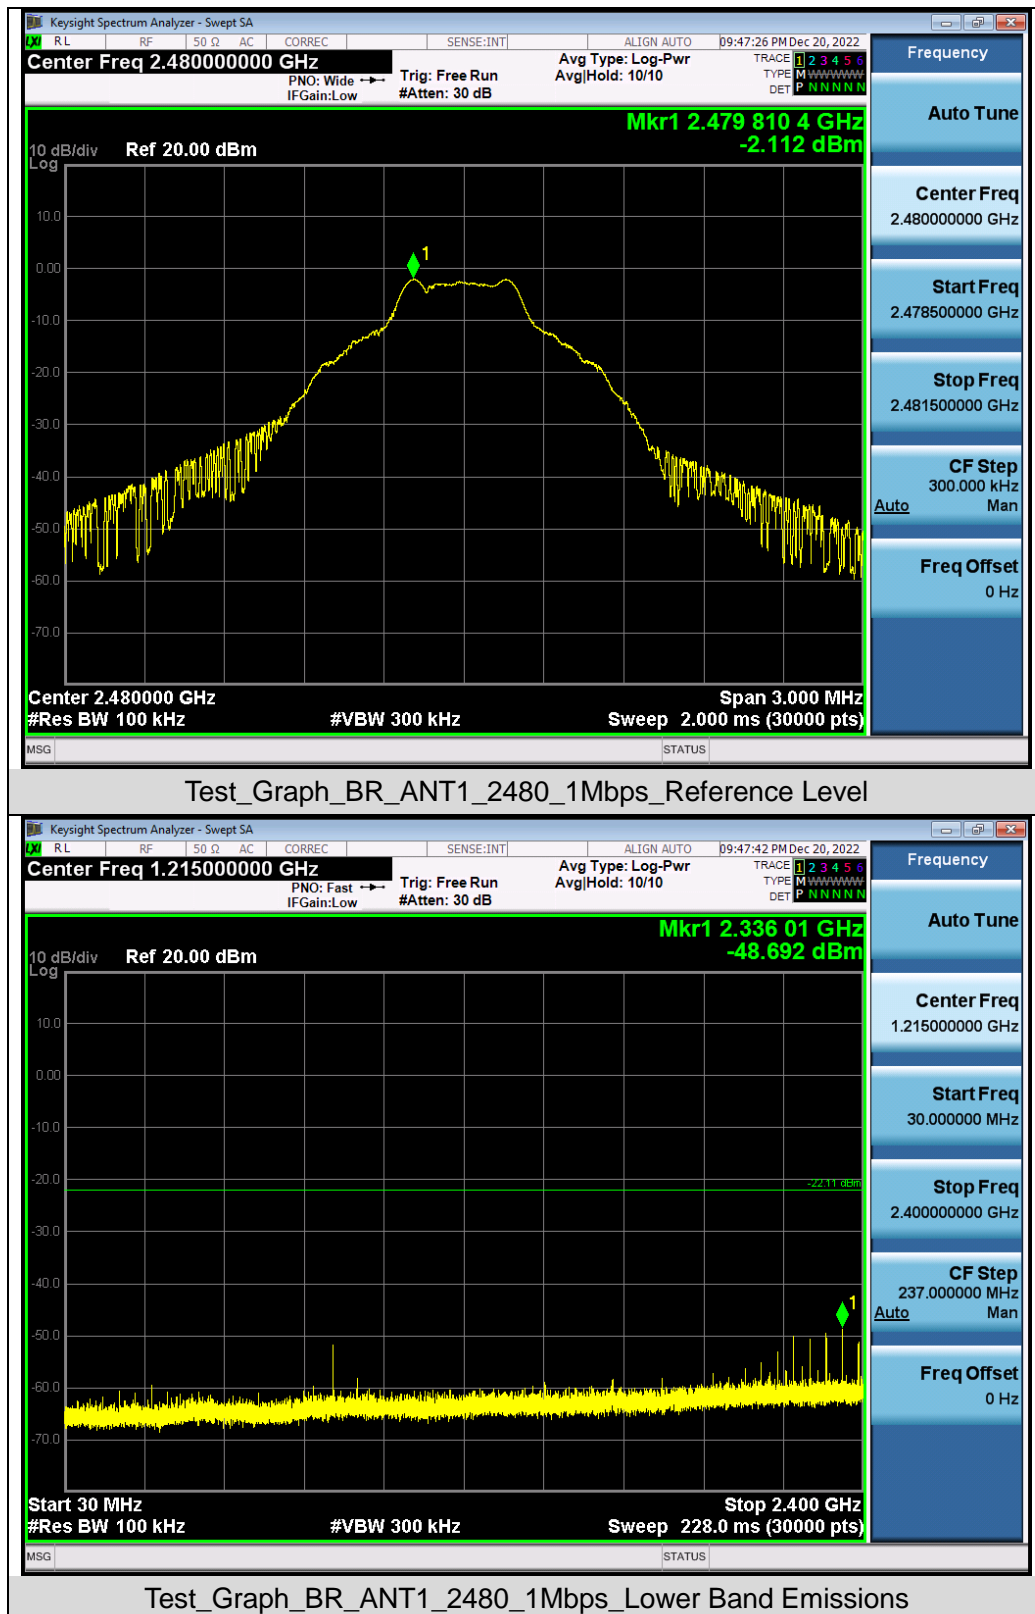 Keysight Spectrum Analyzer - Swept SA
LXI RL RF 50 Ω AC CORREC SENSE:INT ALIGN AUTO 09:47:26 PM Dec 20, 2022
Center Freq 2.480000000 GHz
PNO: Wide
IFGain:Low
Trig: Free Run
#Atten: 30 dB
Avg Type: Log-Pwr
Avg|Hold: 10/10
TRACE 1 2 3 4 5 6
TYPE M W W W W W
DET P N N N N N
Mkr1 2.479 810 4 GHz
-2.112 dBm
10 dB/div Ref 20.00 dBm
Log
10.0
0.00
-10.0
-20.0
-30.0
-40.0
-50.0
-60.0
-70.0
1
Center 2.480000 GHz Span 3.000 MHz
#Res BW 100 kHz #VBW 300 kHz Sweep 2.000 ms (30000 pts)
MSG STATUS
Frequency
Auto Tune
Center Freq
2.480000000 GHz
Start Freq
2.478500000 GHz
Stop Freq
2.481500000 GHz
CF Step
300.000 kHz
Auto Man
Freq Offset
0 Hz
Test_Graph_BR_ANT1_2480_1Mbps_Reference Level
Keysight Spectrum Analyzer - Swept SA
LXI RL RF 50 Ω AC CORREC SENSE:INT ALIGN AUTO 09:47:42 PM Dec 20, 2022
Center Freq 1.215000000 GHz
PNO: Fast
IFGain:Low
Trig: Free Run
#Atten: 30 dB
Avg Type: Log-Pwr
Avg|Hold: 10/10
TRACE 1 2 3 4 5 6
TYPE M W W W W W
DET P N N N N N
Mkr1 2.336 01 GHz
-48.692 dBm
10 dB/div Ref 20.00 dBm
Log
10.0
0.00
-10.0
-20.0
-30.0
-40.0
-50.0
-60.0
-70.0
-22.11 dBm
1
Start 30 MHz Stop 2.400 GHz
#Res BW 100 kHz #VBW 300 kHz Sweep 228.0 ms (30000 pts)
MSG STATUS
Frequency
Auto Tune
Center Freq
1.215000000 GHz
Start Freq
30.000000 MHz
Stop Freq
2.400000000 GHz
CF Step
237.000000 MHz
Auto Man
Freq Offset
0 Hz
Test_Graph_BR_ANT1_2480_1Mbps_Lower Band Emissions